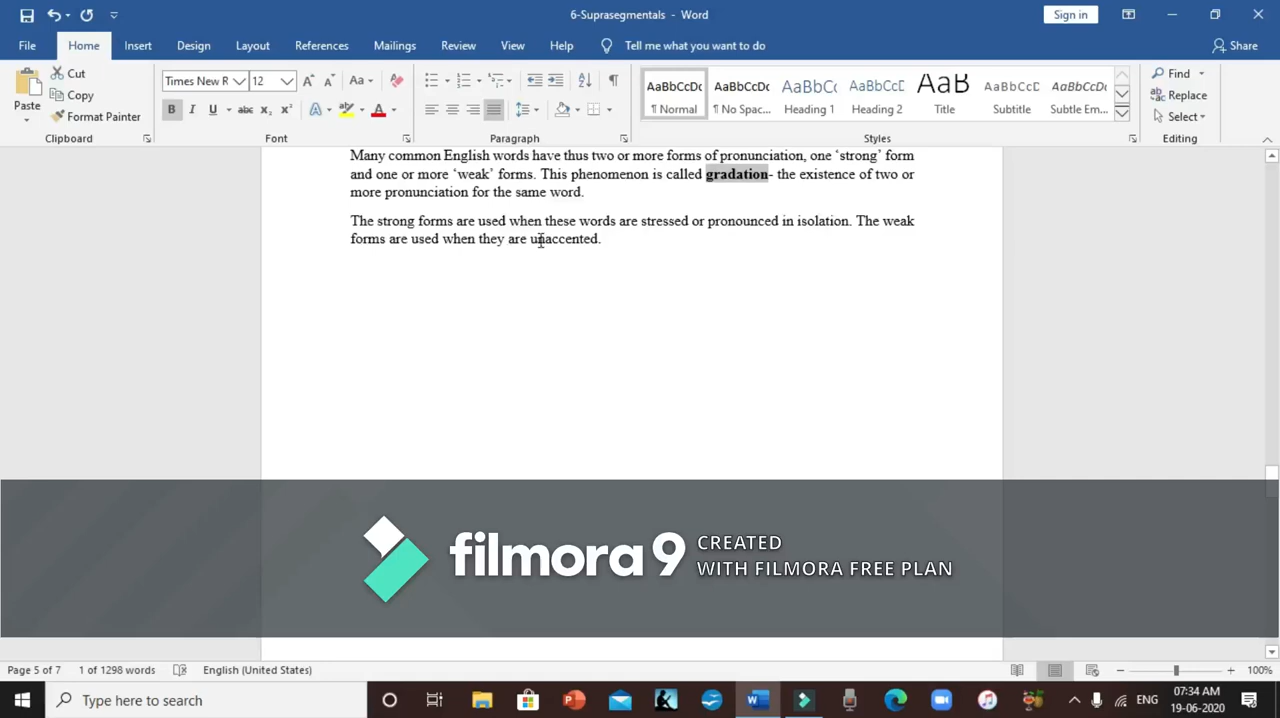 6-Suprasegmentals - Word
Sign in
File Home Insert Design Layout References Mailings Review View Help Tell me what you want to do Share
Paste
Cut
Copy
Format Painter
Clipboard
Times New R 12
Aa
B I U abc x₂ x² A ab A
Font
Paragraph
AaBbCcDc AaBbCcDc AaBbCc AaBbCcD AaB AaBbCcD AaBbCcDc
¶ Normal ¶ No Spac... Heading 1 Heading 2 Title Subtitle Subtle Em...
Styles
Find
Replace
Select
Editing
Many common English words have thus two or more forms of pronunciation, one ‘strong’ form
and one or more ‘weak’ forms. This phenomenon is called gradation- the existence of two or
more pronunciation for the same word.
The strong forms are used when these words are stressed or pronounced in isolation. The weak
forms are used when they are unaccented.
filmora 9
CREATED
WITH FILMORA FREE PLAN
Page 5 of 7 1 of 1298 words English (United States) 100%
Type here to search
ENG
07:34 AM
19-06-2020